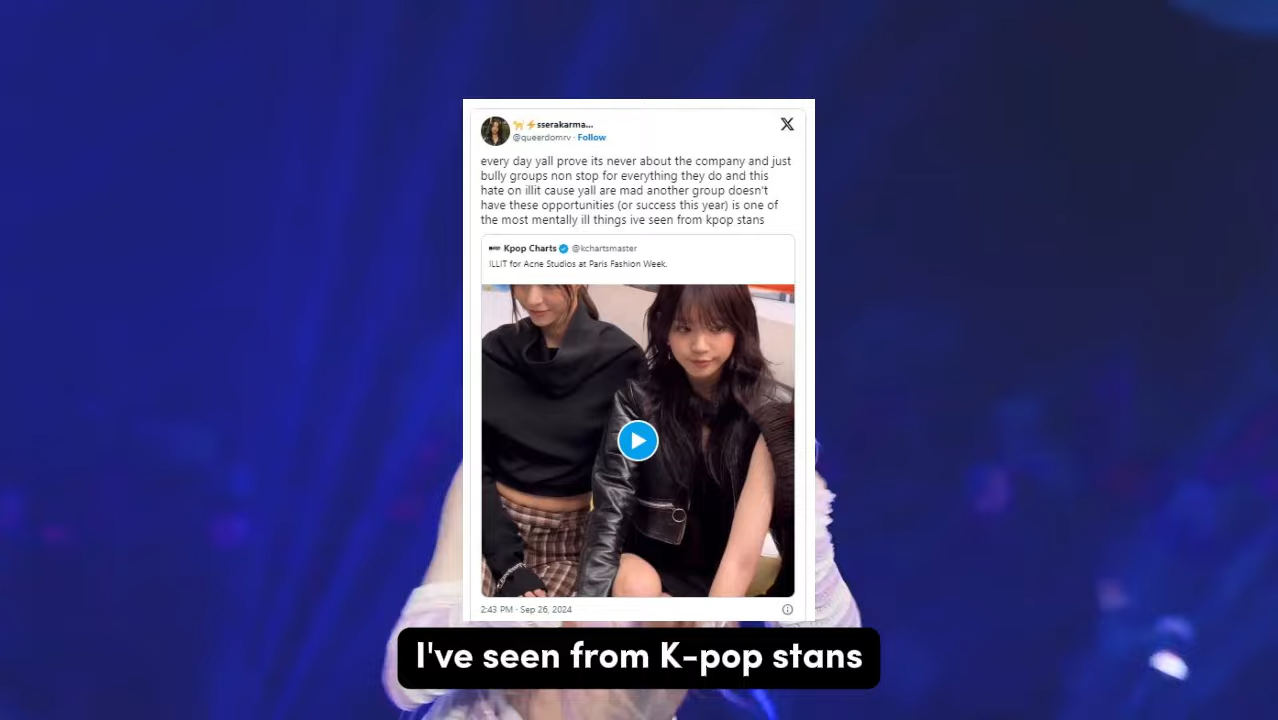 sserakarma...
@queerdomrv · Follow
every day yall prove its never about the company and just
bully groups non stop for everything they do and this
hate on illit cause yall are mad another group doesn't
have these opportunities (or success this year) is one of
the most mentally ill things ive seen from kpop stans
Kpop Charts @kchartsmaster
ILLIT for Acne Studios at Paris Fashion Week.
2:43 PM · Sep 26, 2024
I've seen from K-pop stans